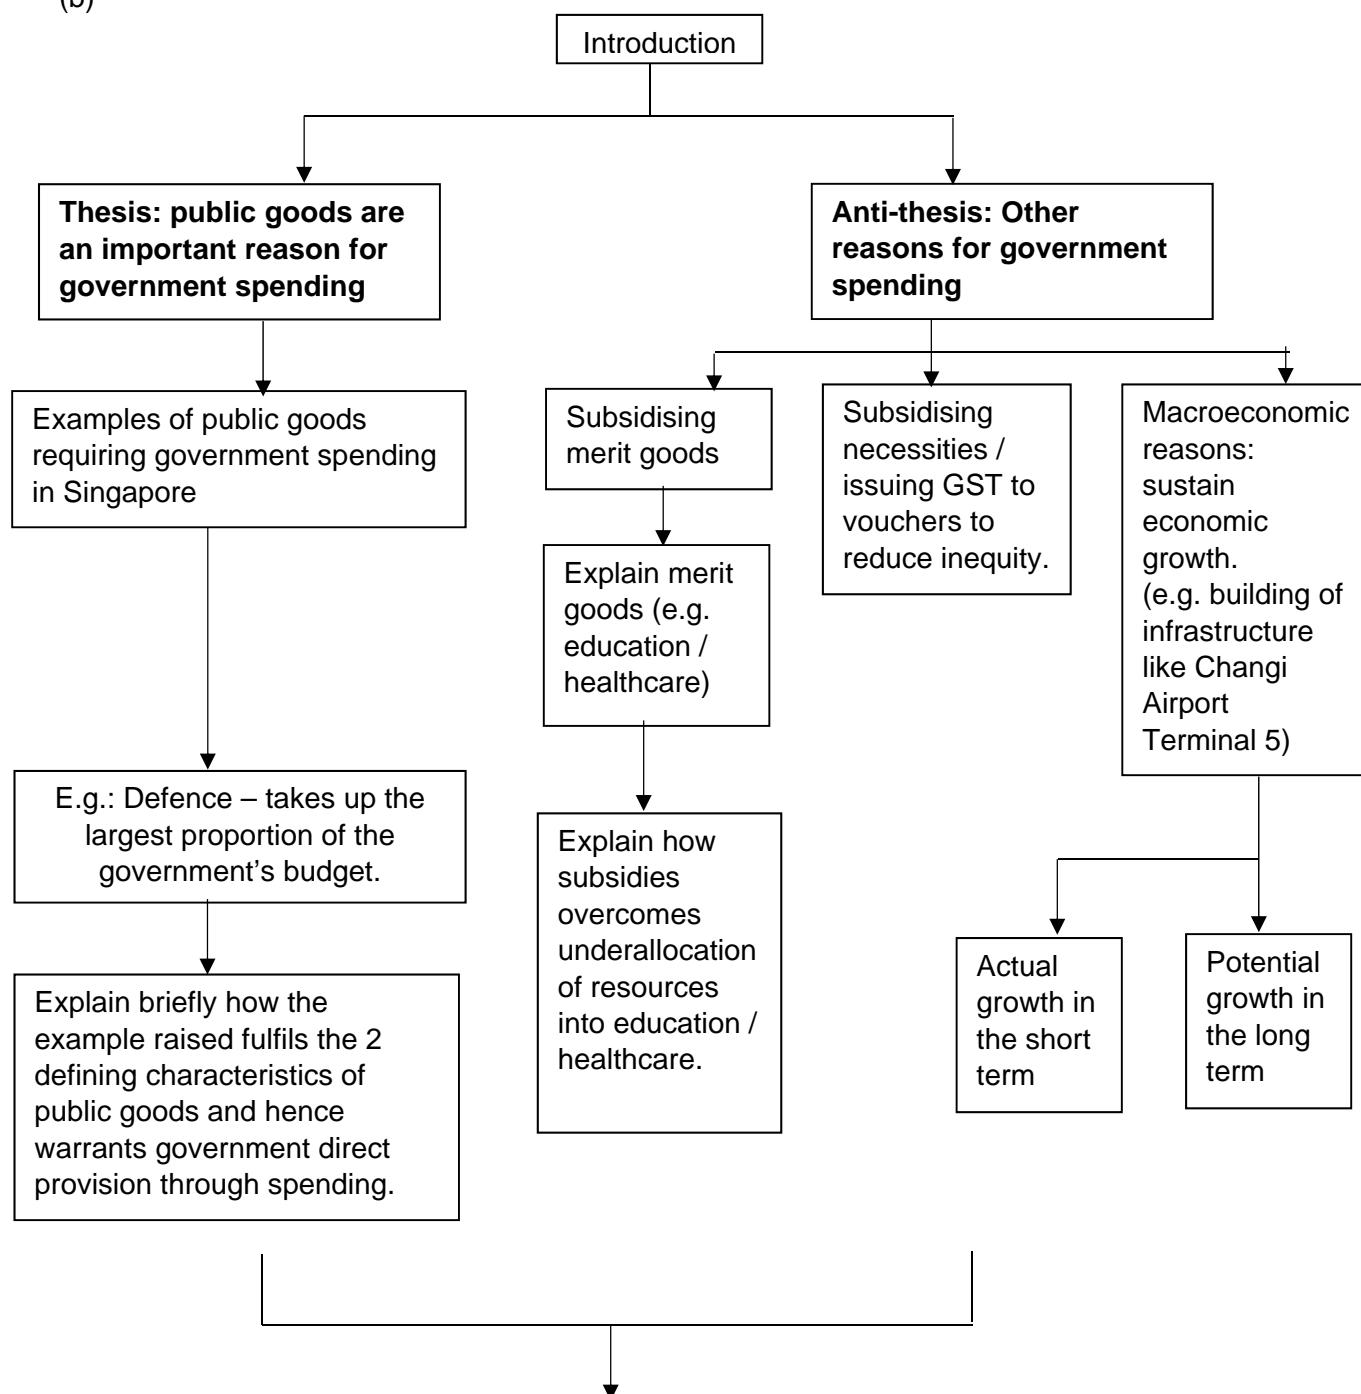 (b)
Introduction
Thesis: public goods are
an important reason for
government spending
Anti-thesis: Other
reasons for government
spending
Examples of public goods
requiring government spending
in Singapore
Subsidising
merit goods
Subsidising
necessities /
issuing GST to
vouchers to
reduce inequity.
Macroeconomic
reasons:
sustain
economic
growth.
(e.g. building of
infrastructure
like Changi
Airport
Terminal 5)
Explain merit
goods (e.g.
education /
healthcare)
E.g.: Defence – takes up the
largest proportion of the
government’s budget.
Explain how
subsidies
overcomes
underallocation
of resources
into education /
healthcare.
Actual
growth in
the short
term
Potential
growth in
the long
term
Explain briefly how the
example raised fulfils the 2
defining characteristics of
public goods and hence
warrants government direct
provision through spending.